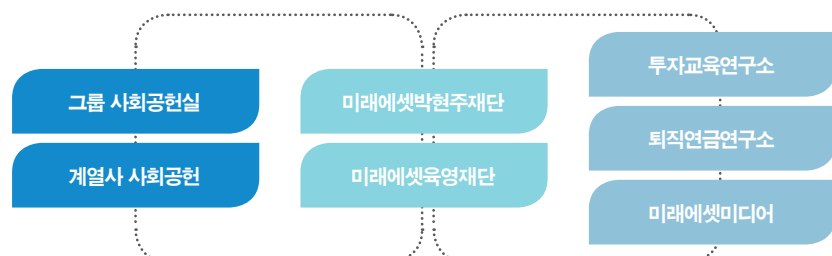 그룹 사회공헌실
계열사 사회공헌
미래에셋박현주재단
미래에셋육영재단
투자교육연구소
퇴직연금연구소
미래에셋미디어